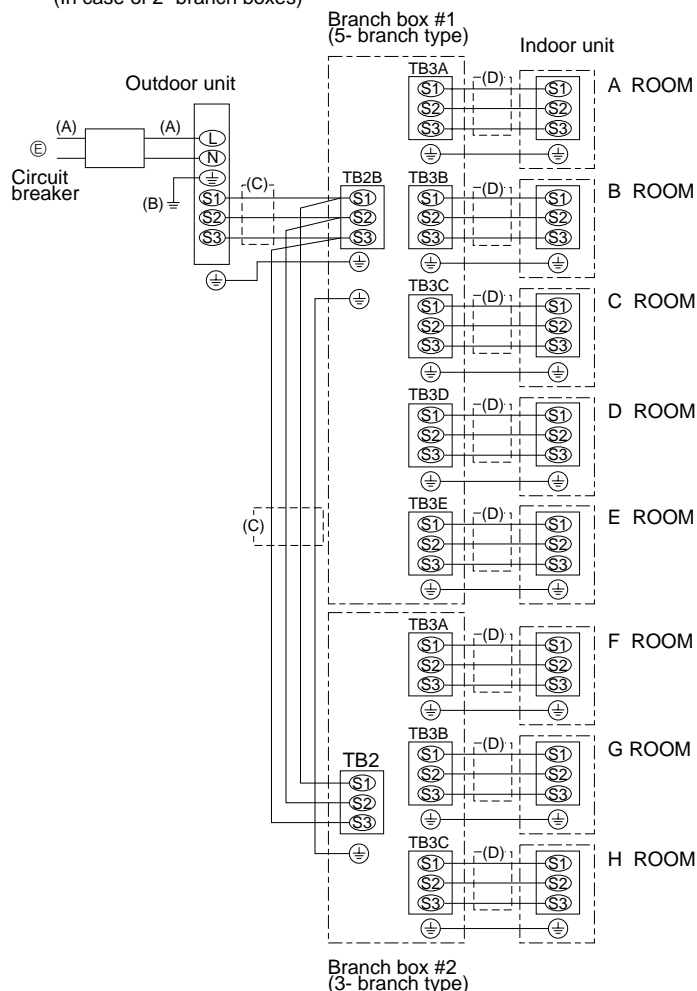 (in case of 2- branch boxes)
Branch box #1
(5- branch type)
Indoor unit
Outdoor unit
(A)
(A)
Ⓔ
Circuit
breaker
L
N
(B)
S1
S2
S3
(C)
TB2B
S1
S2
S3
TB3A
S1
S2
S3
(D)
S1
S2
S3
A ROOM
TB3B
S1
S2
S3
(D)
S1
S2
S3
B ROOM
TB3C
S1
S2
S3
(D)
S1
S2
S3
C ROOM
TB3D
S1
S2
S3
(D)
S1
S2
S3
D ROOM
(C)
TB3E
S1
S2
S3
(D)
S1
S2
S3
E ROOM
TB3A
S1
S2
S3
(D)
S1
S2
S3
F ROOM
TB2
S1
S2
S3
TB3B
S1
S2
S3
(D)
S1
S2
S3
G ROOM
TB3C
S1
S2
S3
(D)
S1
S2
S3
H ROOM
Branch box #2
(3- branch type)